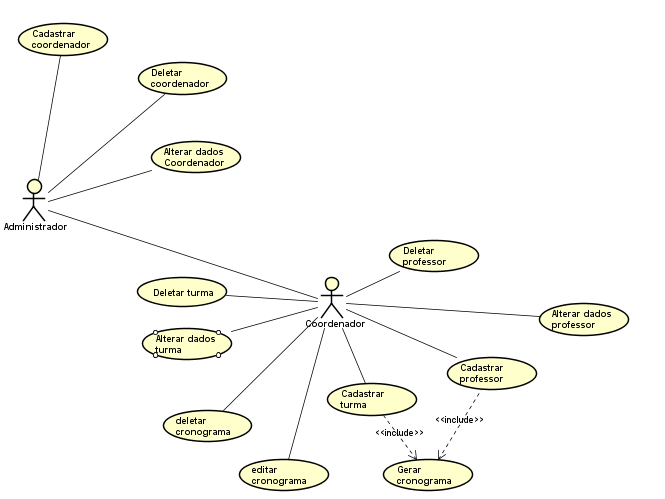 Cadastrar
coordenador
Deletar
coordenador
Alterar dados
Coordenador
Administrador
Deletar
professor
Deletar turma
Coordenador
Alterar dados
professor
Alterar dados
turma
Cadastrar
professor
Cadastrar
turma
deletar
cronograma
<<include>>
<<include>>
editar
cronograma
Gerar
cronograma